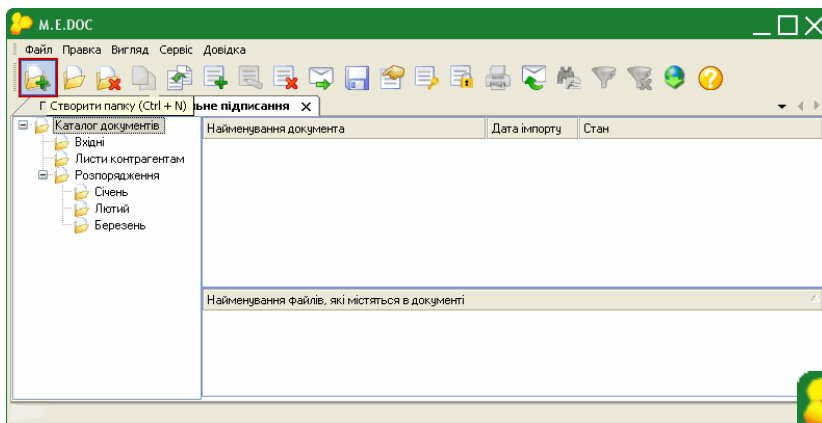 M.E.DOC
Файл Правка Вигляд Сервіс Довідка
Створити папку (Ctrl + N)
підписання X
Каталог документів
Вхідні
Листи контрагентам
Розпорядження
Січень
Лютий
Березень
Найменування документа Дата імпорту Стан
Найменування файлів, які містяться в документі